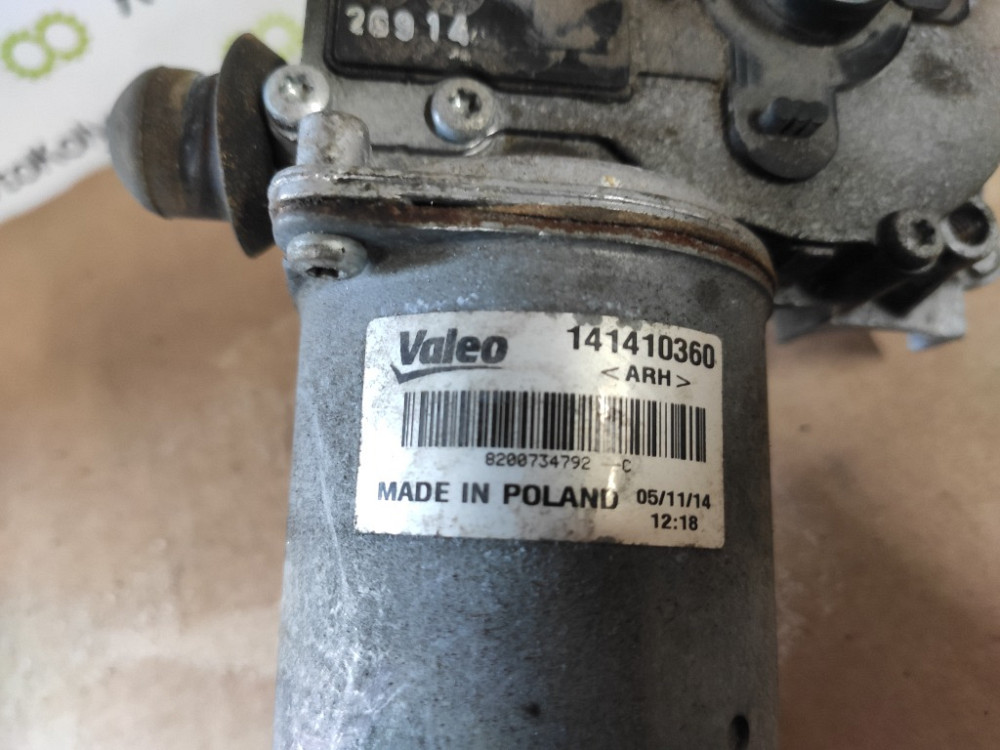 26914
Valeo
141410360
<ARH>
8200734792 --C
MADE IN POLAND 05/11/14
12:18